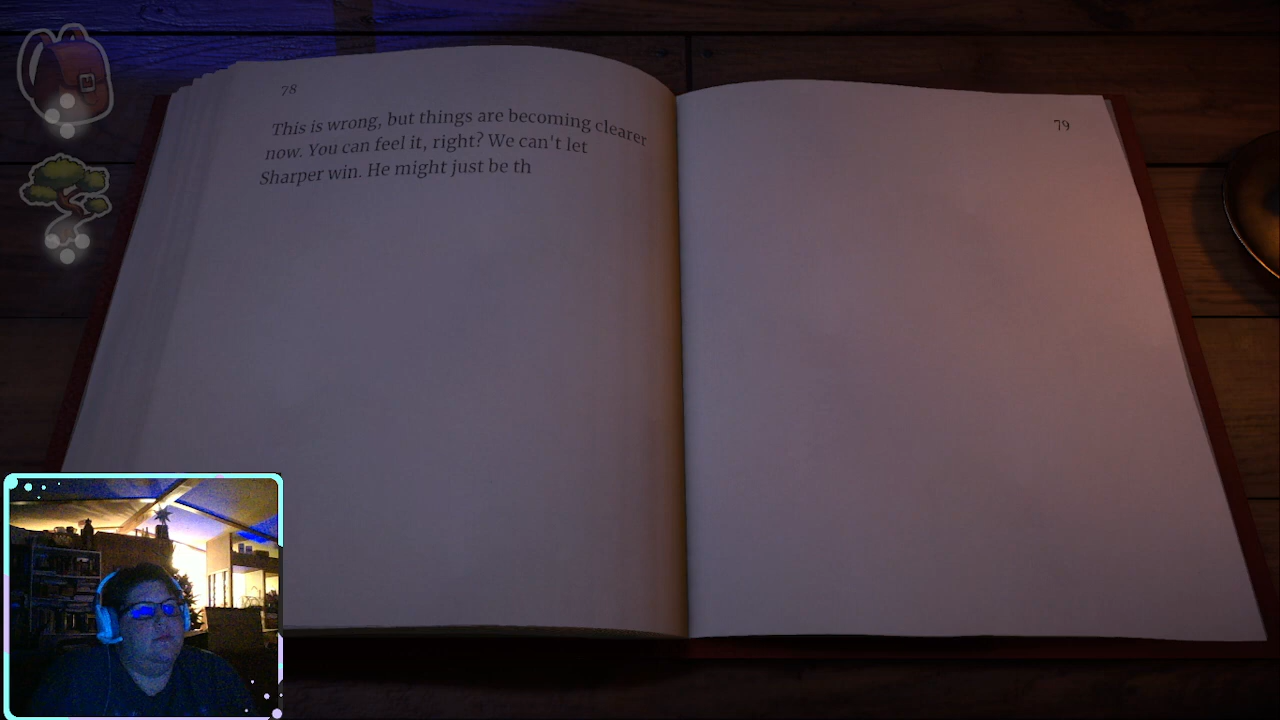 78
This is wrong, but things are becoming clearer
now. You can feel it, right? We can't let
Sharper win. He might just be th
79